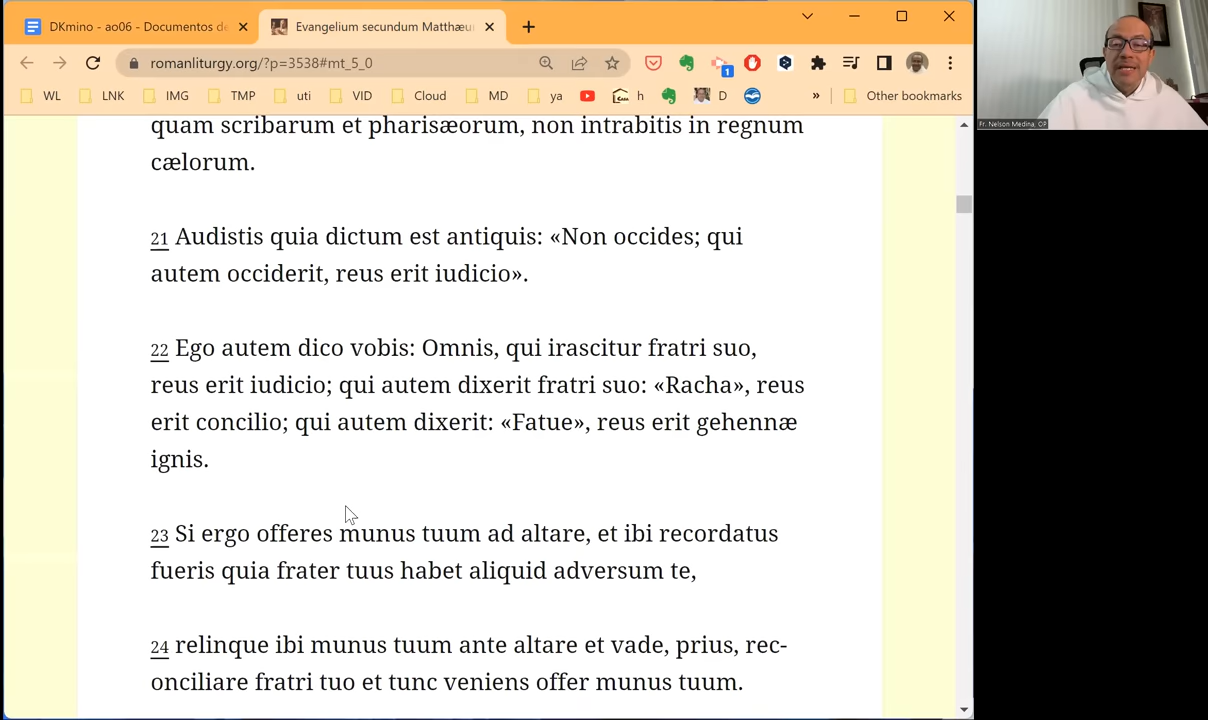 DKmino - ao06 - Documentos de
Evangelium secundum Matthæu
romanliturgy.org/?p=3538#mt_5_0
1
WL LNK IMG TMP uti VID Cloud MD ya h D » Other bookmarks
Fr. Nelson Medina, OP
quam scribarum et pharisæorum, non intrabitis in regnum
cælorum.
21 Audistis quia dictum est antiquis: «Non occides; qui
autem occiderit, reus erit iudicio».
22 Ego autem dico vobis: Omnis, qui irascitur fratri suo,
reus erit iudicio; qui autem dixerit fratri suo: «Racha», reus
erit concilio; qui autem dixerit: «Fatue», reus erit gehennæ
ignis.
23 Si ergo offeres munus tuum ad altare, et ibi recordatus
fueris quia frater tuus habet aliquid adversum te,
24 relinque ibi munus tuum ante altare et vade, prius, rec-
onciliare fratri tuo et tunc veniens offer munus tuum.